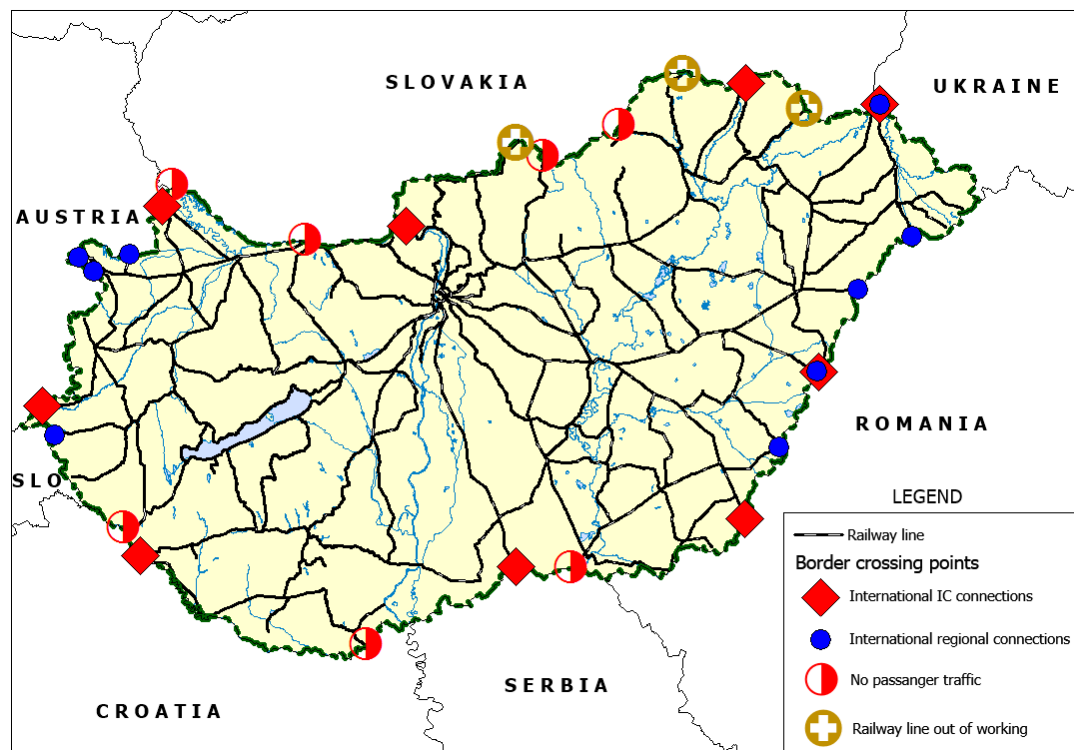 SLOVAKIA
UKRAINE
AUSTRIA
ROMANIA
SLO
LEGEND
Railway line
Border crossing points
International IC connections
International regional connections
No passanger traffic
Railway line out of working
SERBIA
CROATIA